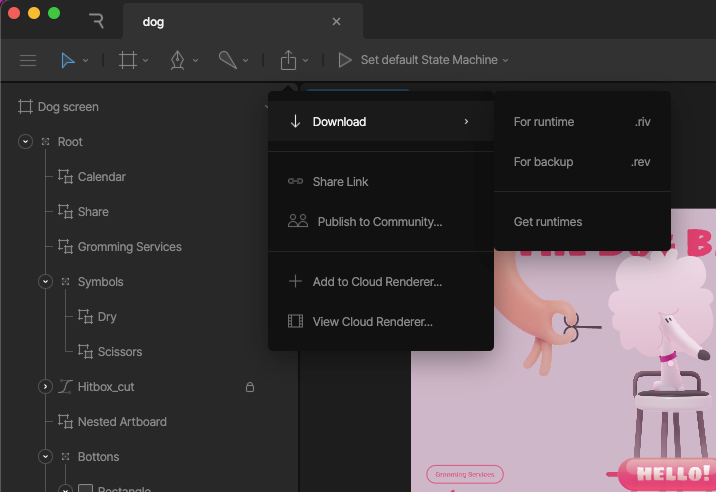 dog
Set default State Machine
Dog screen
Root
Calendar
Share
Gromming Services
Symbols
Dry
Scissors
Hitbox_cut
Nested Artboard
Bottons
Rectangle
Download
Share Link
Publish to Community...
Add to Cloud Renderer...
View Cloud Renderer...
For runtime .riv
For backup .rev
Get runtimes
Grooming Services
HELLO!